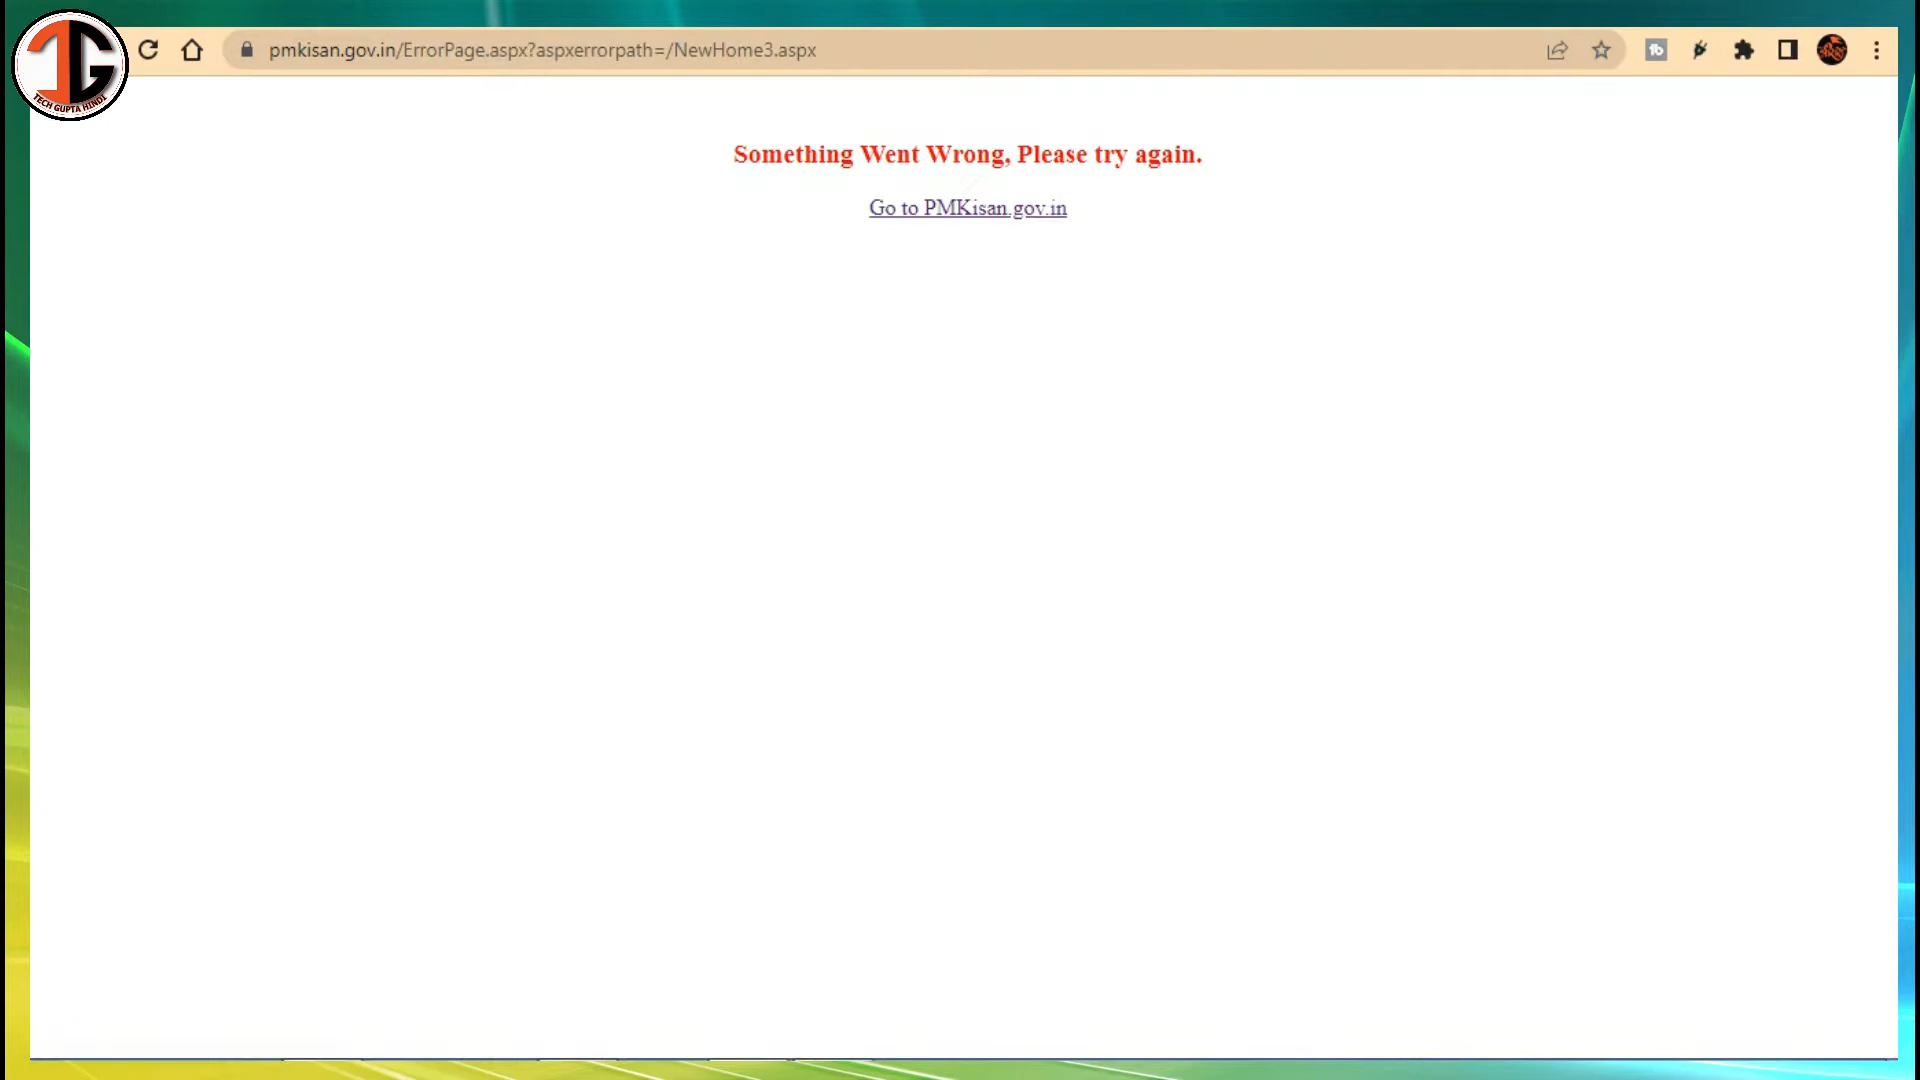 TG
TECH GUPTA HINDI
pmkisan.gov.in/ErrorPage.aspx?aspxerrorpath=/NewHome3.aspx
Something Went Wrong, Please try again.
Go to PMKisan.gov.in